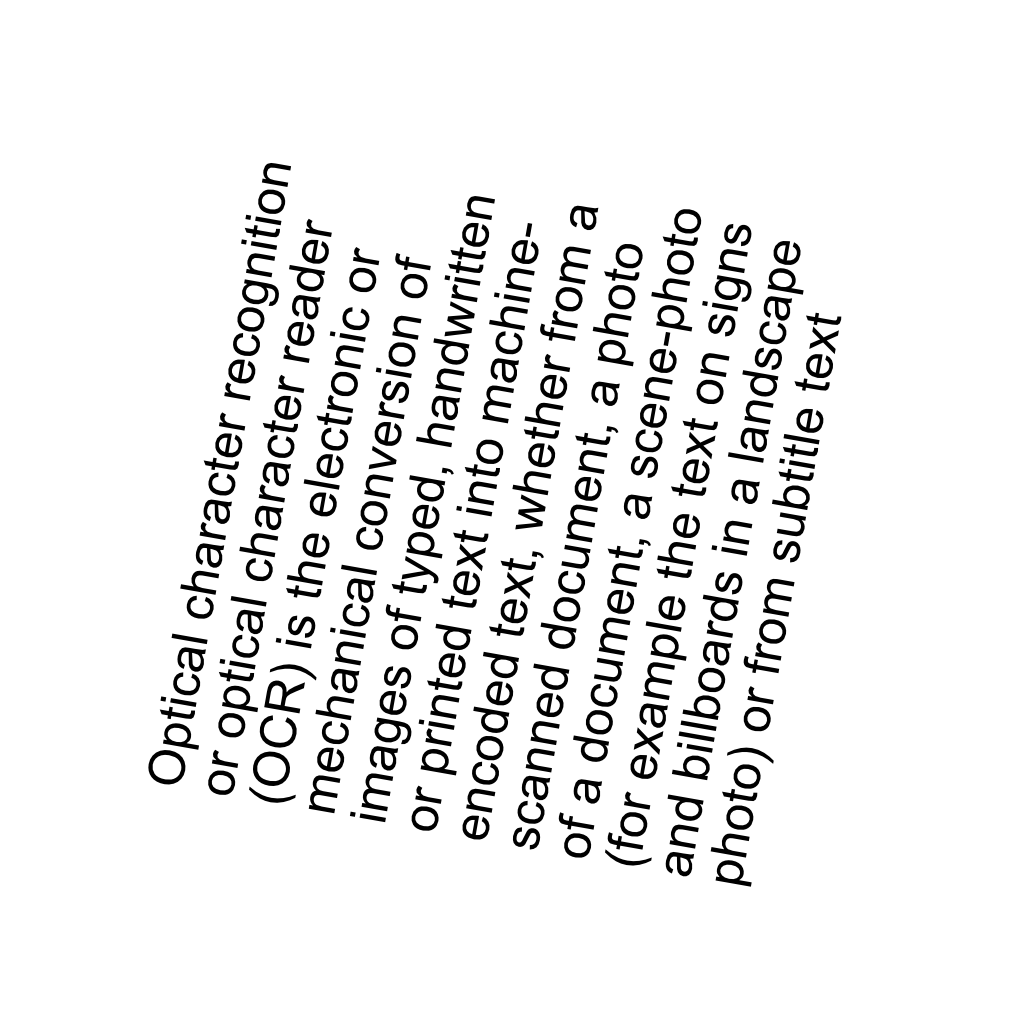 Optical character recognition
or optical character reader
(OCR) is the electronic or
mechanical conversion of
images of typed, handwritten
or printed text into machine-
encoded text, whether from a
scanned document, a photo
of a document, a scene-photo
(for example the text on signs
and billboards in a landscape
photo) or from subtitle text